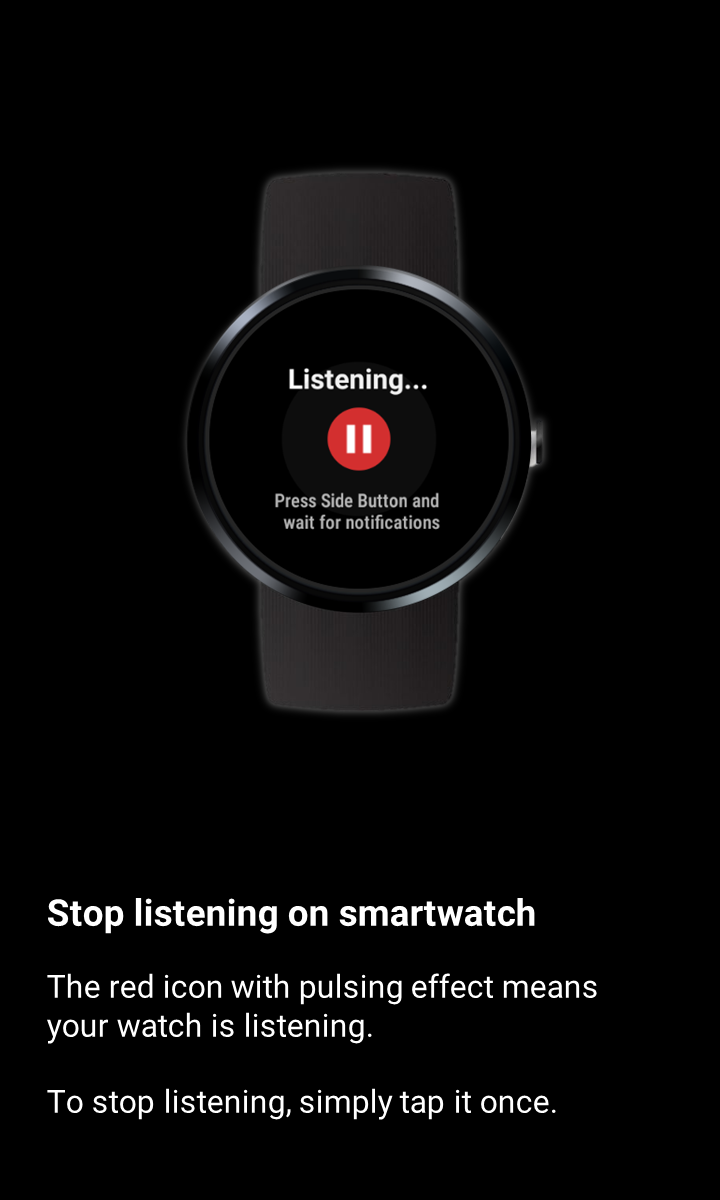 Listening...
Press Side Button and
wait for notifications
Stop listening on smartwatch
The red icon with pulsing effect means
your watch is listening.
To stop listening, simply tap it once.